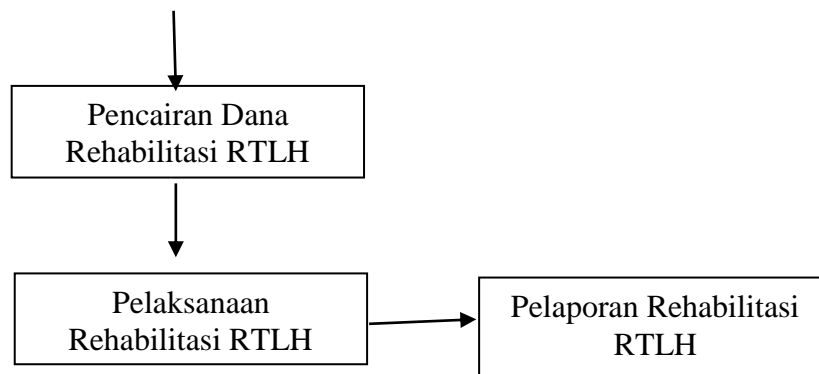 Pencairan Dana
Rehabilitasi RTLH
Pelaksanaan
Rehabilitasi RTLH
Pelaporan Rehabilitasi
RTLH